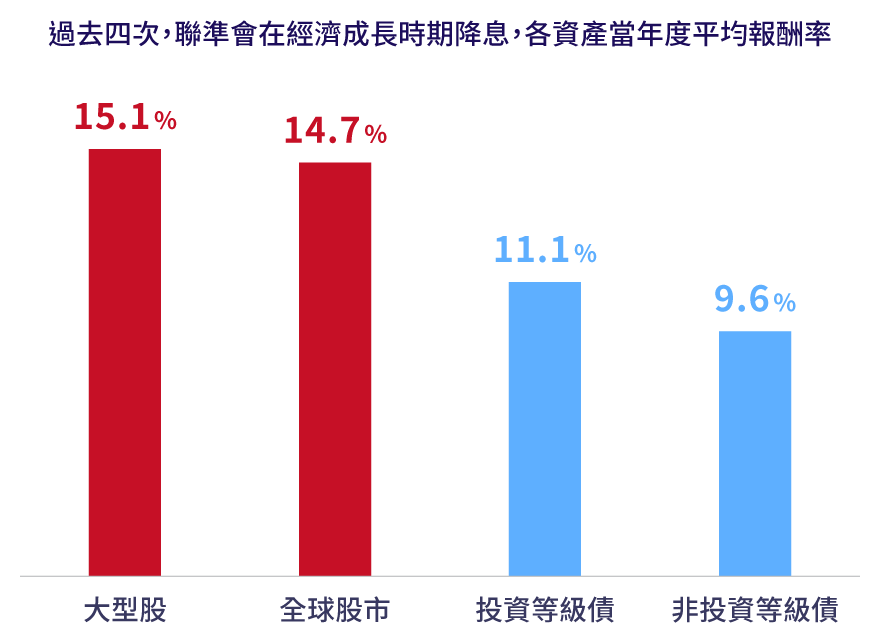 過去四次，聯準會在經濟成長時期降息，各資產當年度平均報酬率
15.1%
14.7%
11.1%
9.6%
大型股
全球股市
投資等級債
非投資等級債